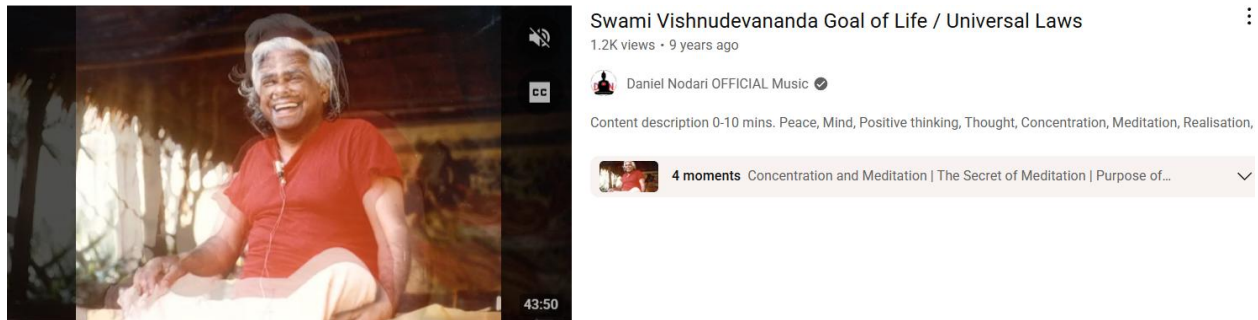 CC
43:50
Swami Vishnudevananda Goal of Life / Universal Laws
1.2K views • 9 years ago
Daniel Nodari OFFICIAL Music
Content description 0-10 mins. Peace, Mind, Positive thinking, Thought, Concentration, Meditation, Realisation,
4 moments Concentration and Meditation | The Secret of Meditation | Purpose of…